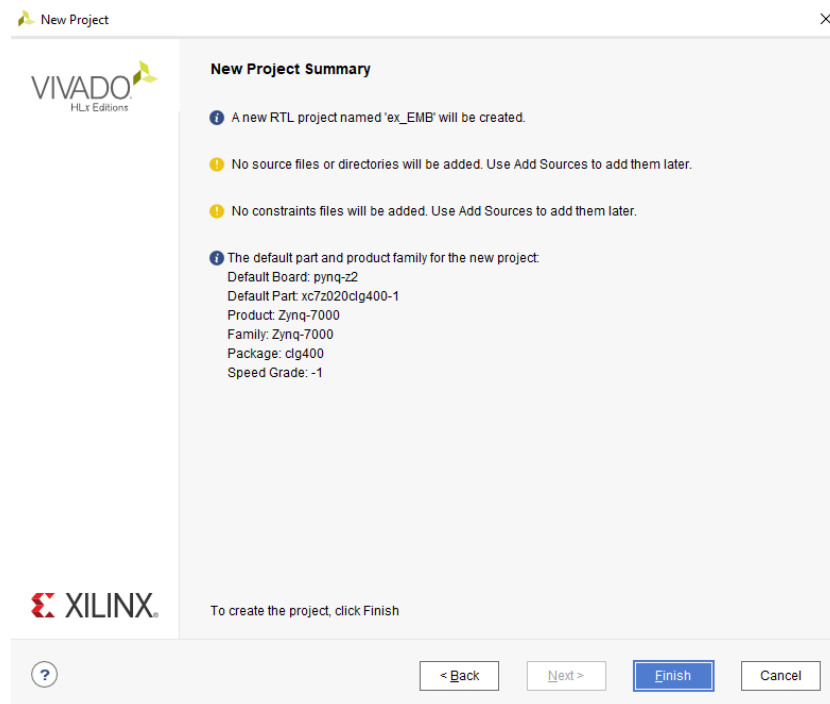 New Project
VIVADO.
HLx Editions
New Project Summary
A new RTL project named 'ex_EMB' will be created.
No source files or directories will be added. Use Add Sources to add them later.
No constraints files will be added. Use Add Sources to add them later.
The default part and product family for the new project:
Default Board: pynq-z2
Default Part: xc7z020clg400-1
Product: Zynq-7000
Family: Zynq-7000
Package: clg400
Speed Grade: -1
XILINX.
To create the project, click Finish
?
< Back
Next >
Finish
Cancel